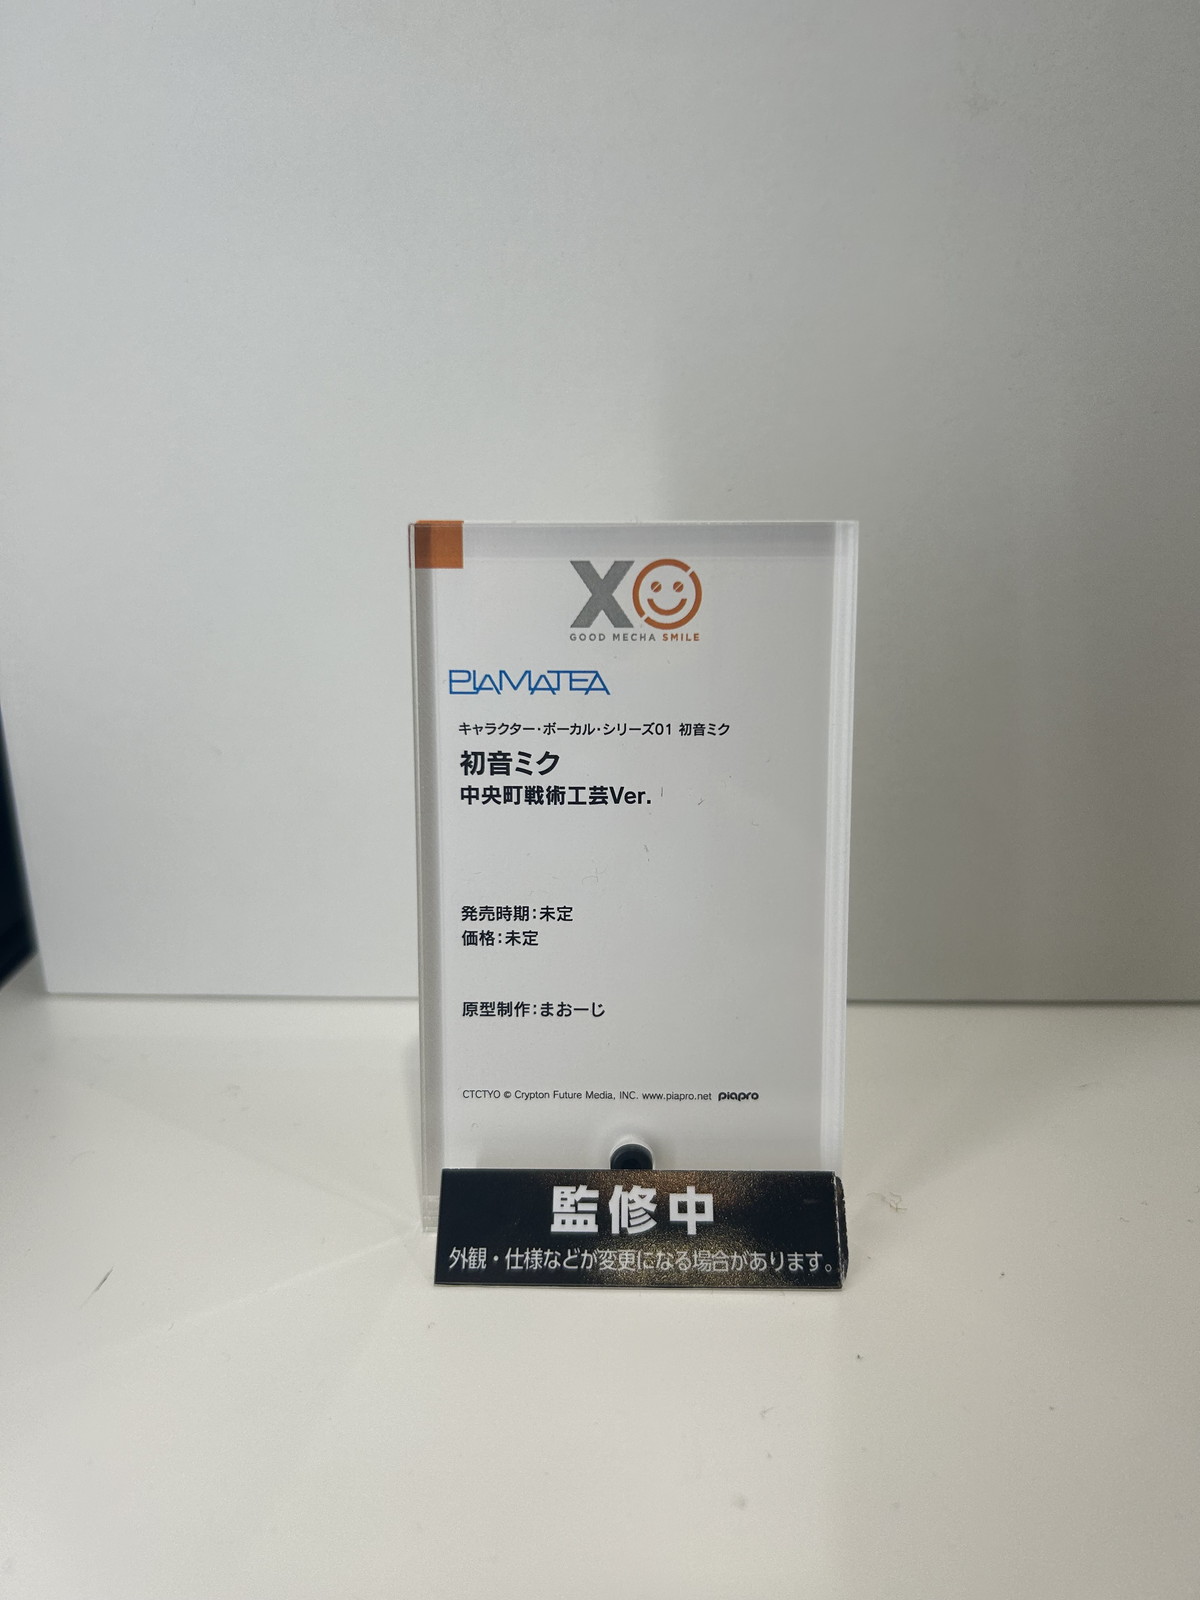 XO
GOOD MECHA SMILE
PLAMATEA
キャラクター・ボーカル・シリーズ01 初音ミク
初音ミク
中央町戦術工芸Ver.
発売時期：未定
価格：未定
原型制作：まおーじ
CTCTYO © Crypton Future Media, INC. www.piapro.net piapro
監修中
外観・仕様などが変更になる場合があります。